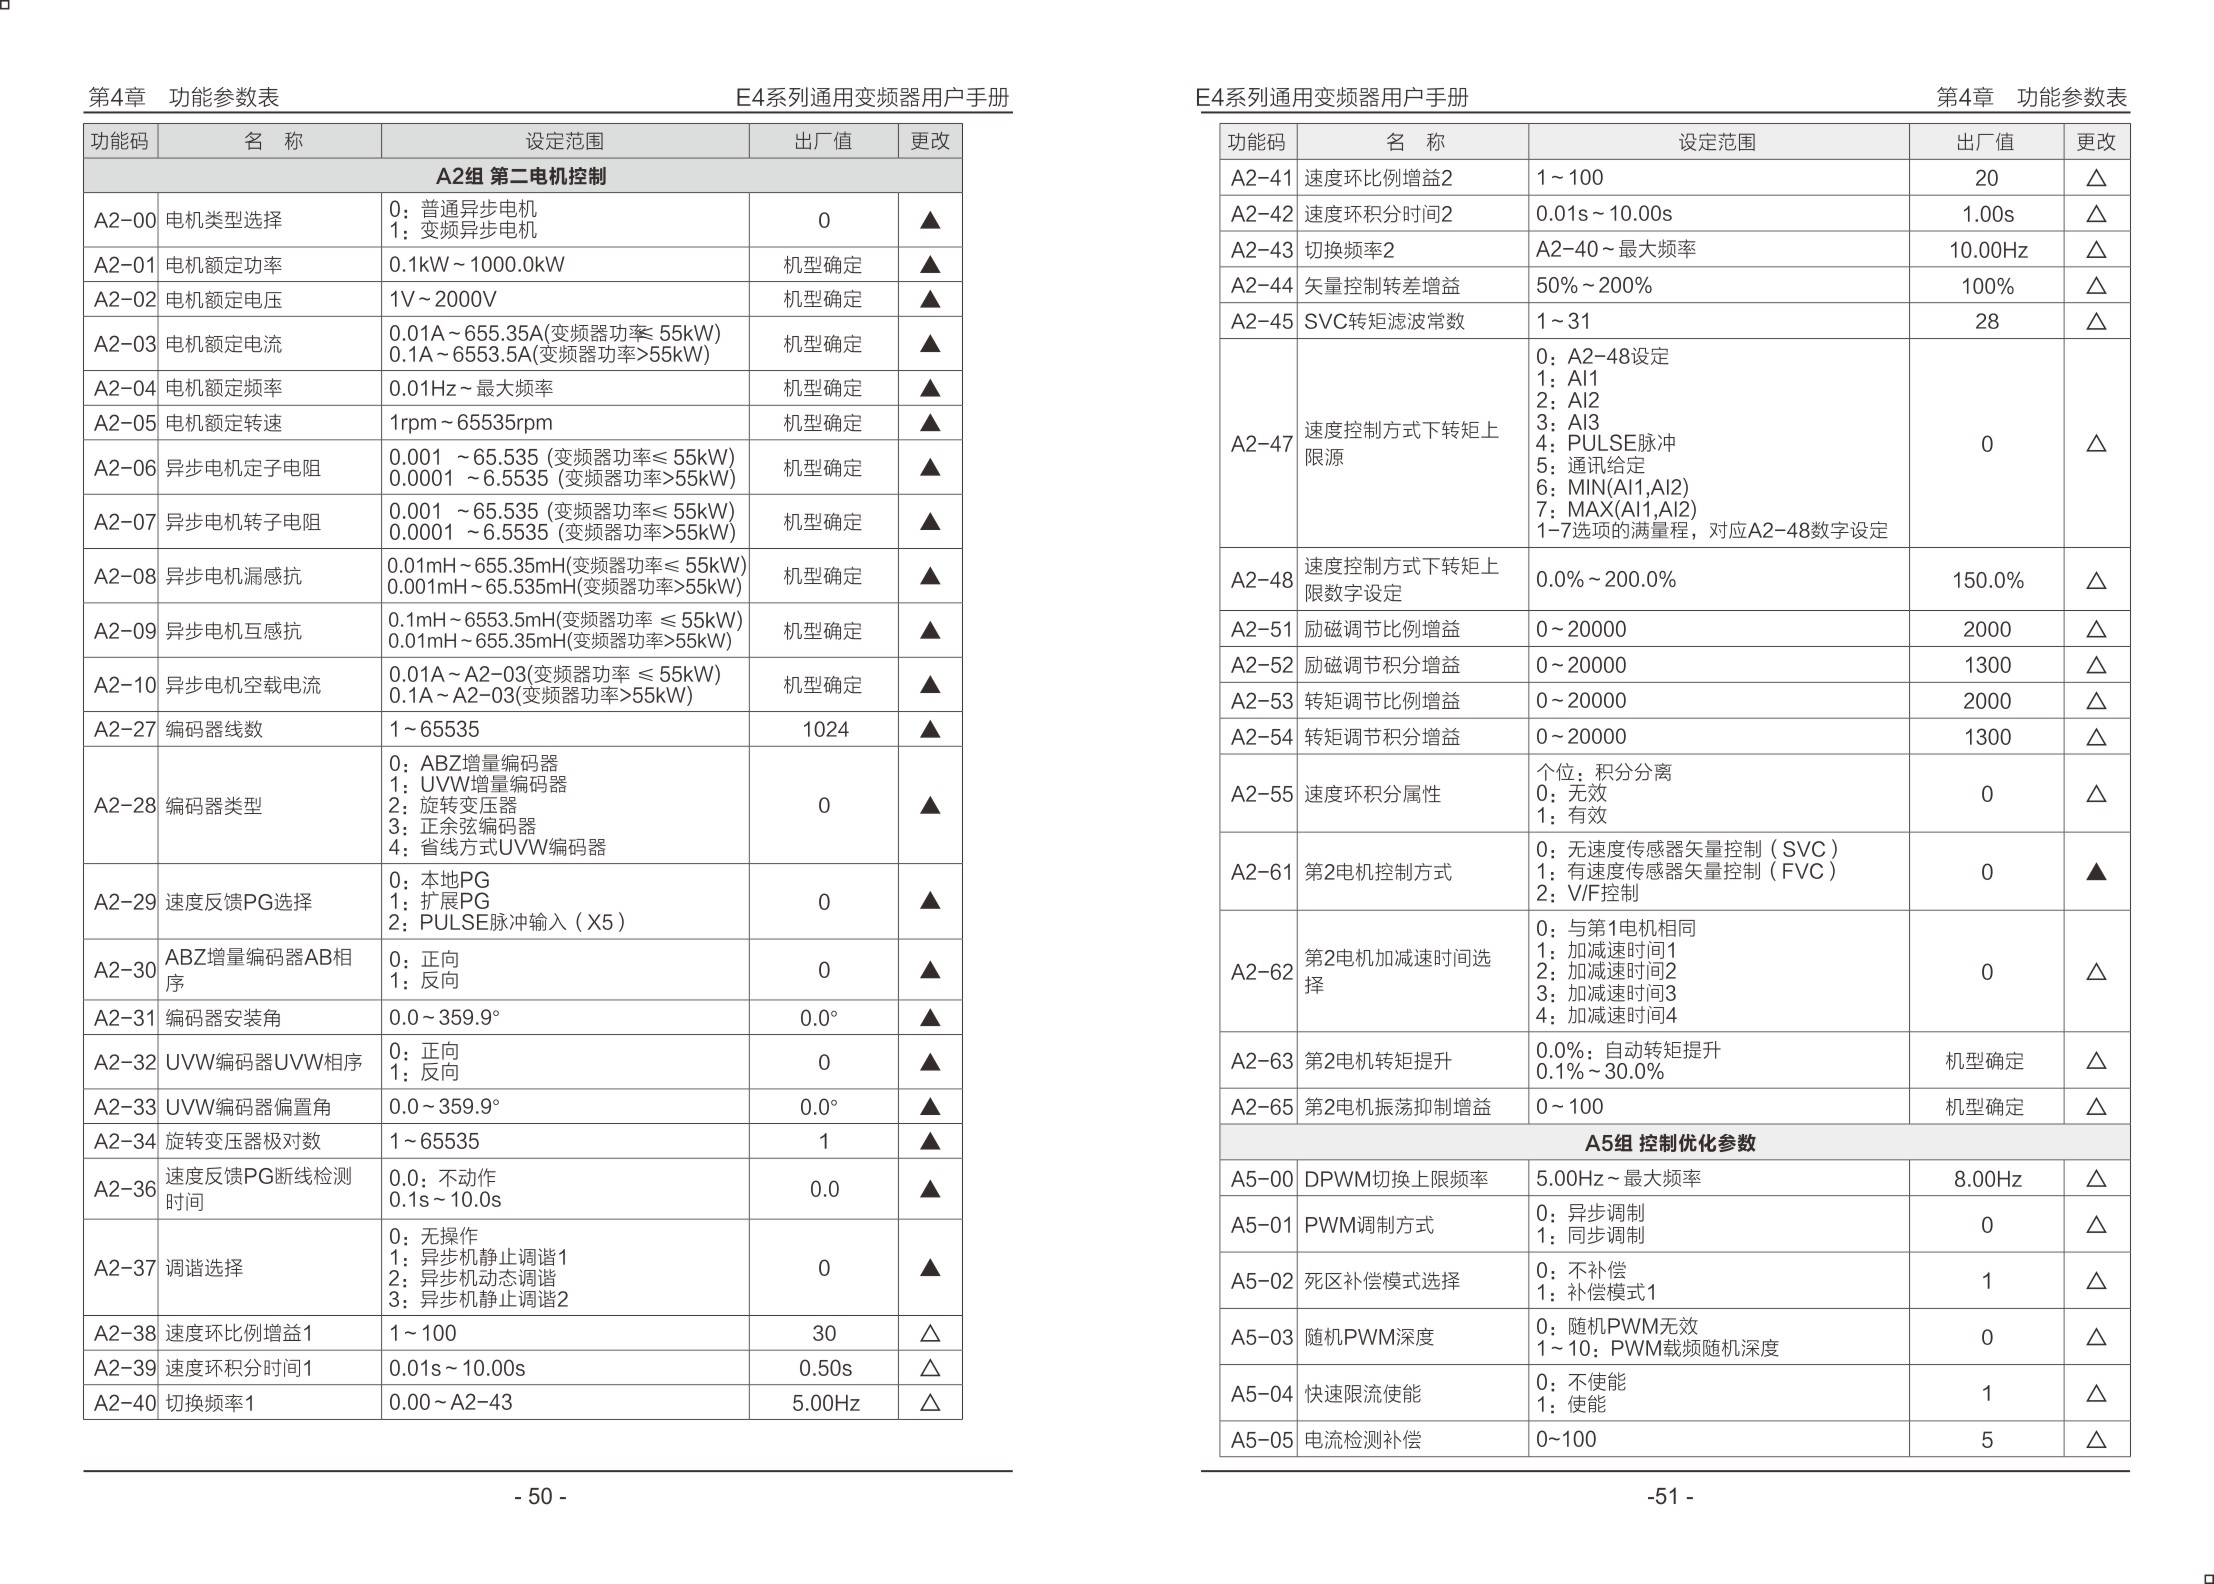 第4章 功能参数表 E4系列通用变频器用户手册
功能码 名 称 设定范围 出厂值 更改
A2组 第二电机控制
A2-00 电机类型选择 0：普通异步电机 0 ▲
1：变频异步电机
A2-01 电机额定功率 0.1kW~1000.0kW 机型确定 ▲
A2-02 电机额定电压 1V~2000V 机型确定 ▲
A2-03 电机额定电流 0.01A~655.35A(变频器功率≤ 55kW) 机型确定 ▲
0.1A~6553.5A(变频器功率>55kW)
A2-04 电机额定频率 0.01Hz~最大频率 机型确定 ▲
A2-05 电机额定转速 1rpm~65535rpm 机型确定 ▲
A2-06 异步电机定子电阻 0.001 ~65.535 (变频器功率≤ 55kW) 机型确定 ▲
0.0001 ~6.5535 (变频器功率>55kW)
A2-07 异步电机转子电阻 0.001 ~65.535 (变频器功率≤ 55kW) 机型确定 ▲
0.0001 ~6.5535 (变频器功率>55kW)
A2-08 异步电机漏感抗 0.01mH~655.35mH(变频器功率≤ 55kW) 机型确定 ▲
0.001mH~65.535mH(变频器功率>55kW)
A2-09 异步电机互感抗 0.1mH~6553.5mH(变频器功率 ≤ 55kW) 机型确定 ▲
0.01mH~655.35mH(变频器功率>55kW)
A2-10 异步电机空载电流 0.01A~A2-03(变频器功率 ≤ 55kW) 机型确定 ▲
0.1A~A2-03(变频器功率>55kW)
A2-27 编码器线数 1~65535 1024 ▲
A2-28 编码器类型 0：ABZ增量编码器 0 ▲
1：UVW增量编码器
2：旋转变压器
3：正余弦编码器
4：省线方式UVW编码器
A2-29 速度反馈PG选择 0：本地PG 0 ▲
1：扩展PG
2：PULSE脉冲输入（X5）
A2-30 ABZ增量编码器AB相 0：正向 0 ▲
序 1：反向
A2-31 编码器安装角 0.0~359.9° 0.0° ▲
A2-32 UVW编码器UVW相序 0：正向 0 ▲
1：反向
A2-33 UVW编码器偏置角 0.0~359.9° 0.0° ▲
A2-34 旋转变压器极对数 1~65535 1 ▲
A2-36 速度反馈PG断线检测 0.0：不动作 0.0 ▲
时间 0.1s~10.0s
A2-37 调谐选择 0：无操作 0 ▲
1：异步机静止调谐1
2：异步机动态调谐
3：异步机静止调谐2
A2-38 速度环比例增益1 1~100 30 △
A2-39 速度环积分时间1 0.01s~10.00s 0.50s △
A2-40 切换频率1 0.00~A2-43 5.00Hz △
- 50 -
E4系列通用变频器用户手册 第4章 功能参数表
功能码 名 称 设定范围 出厂值 更改
A2-41 速度环比例增益2 1~100 20 △
A2-42 速度环积分时间2 0.01s~10.00s 1.00s △
A2-43 切换频率2 A2-40~最大频率 10.00Hz △
A2-44 矢量控制转差增益 50%~200% 100% △
A2-45 SVC转矩滤波常数 1~31 28 △
A2-47 速度控制方式下转矩上限源 0：A2-48设定 0 △
1：AI1
2：AI2
3：AI3
4：PULSE脉冲
5：通讯给定
6：MIN(AI1,AI2)
7：MAX(AI1,AI2)
1-7选项的满量程，对应A2-48数字设定
A2-48 速度控制方式下转矩上 0.0%~200.0% 150.0% △
限数字设定
A2-51 励磁调节比例增益 0~20000 2000 △
A2-52 励磁调节积分增益 0~20000 1300 △
A2-53 转矩调节比例增益 0~20000 2000 △
A2-54 转矩调节积分增益 0~20000 1300 △
A2-55 速度环积分属性 个位：积分分离 0 △
0：无效
1：有效
A2-61 第2电机控制方式 0：无速度传感器矢量控制（SVC） 0 ▲
1：有速度传感器矢量控制（FVC）
2：V/F控制
A2-62 第2电机加减速时间选择 0：与第1电机相同 0 △
1：加减速时间1
2：加减速时间2
3：加减速时间3
4：加减速时间4
A2-63 第2电机转矩提升 0.0%：自动转矩提升 机型确定 △
0.1%~30.0%
A2-65 第2电机振荡抑制增益 0~100 机型确定 △
A5组 控制优化参数
A5-00 DPWM切换上限频率 5.00Hz~最大频率 8.00Hz △
A5-01 PWM调制方式 0：异步调制 0 △
1：同步调制
A5-02 死区补偿模式选择 0：不补偿 1 △
1：补偿模式1
A5-03 随机PWM深度 0：随机PWM无效 0 △
1~10：PWM载频随机深度
A5-04 快速限流使能 0：不使能 1 △
1：使能
A5-05 电流检测补偿 0~100 5 △
-51 -